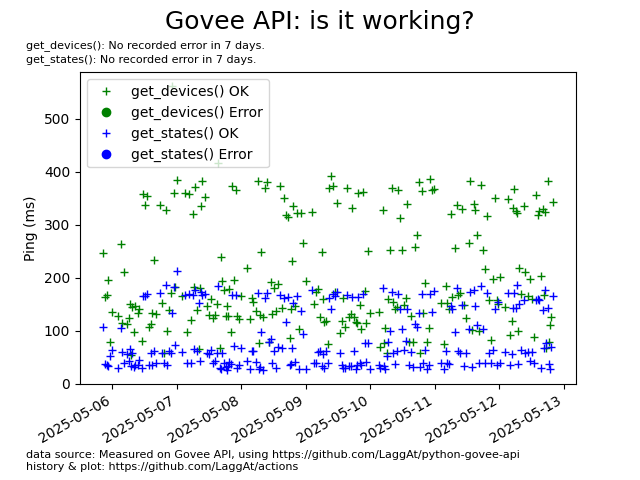 Govee API: is it working?
get_devices(): No recorded error in 7 days.
get_states(): No recorded error in 7 days.
get_devices() OK
get_devices() Error
get_states() OK
get_states() Error
Ping (ms)
500
400
300
200
100
0
2025-05-06
2025-05-07
2025-05-08
2025-05-09
2025-05-10
2025-05-11
2025-05-12
2025-05-13
data source: Measured on Govee API, using https://github.com/LaggAt/python-govee-api
history & plot: https://github.com/LaggAt/actions